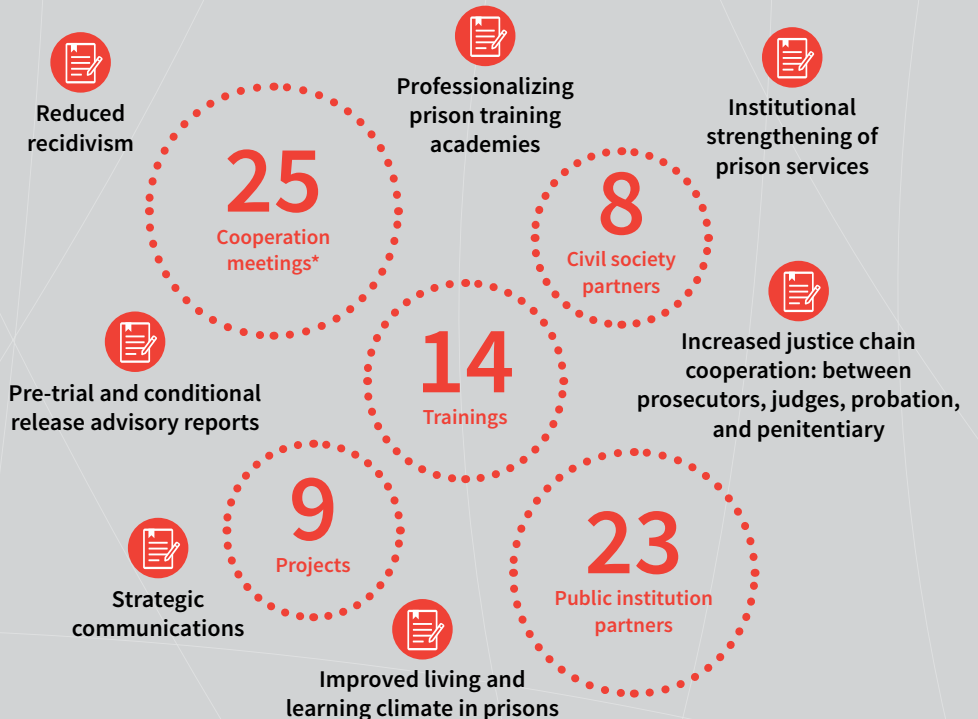 Reduced
recidivism
Professionalizing
prison training
academies
Institutional
strengthening of
prison services
25
Cooperation
meetings*
8
Civil society
partners
14
Trainings
Increased justice chain
cooperation: between
prosecutors, judges, probation,
and penitentiary
Pre-trial and conditional
release advisory reports
9
Projects
23
Public institution
partners
Strategic
communications
Improved living and
learning climate in prisons